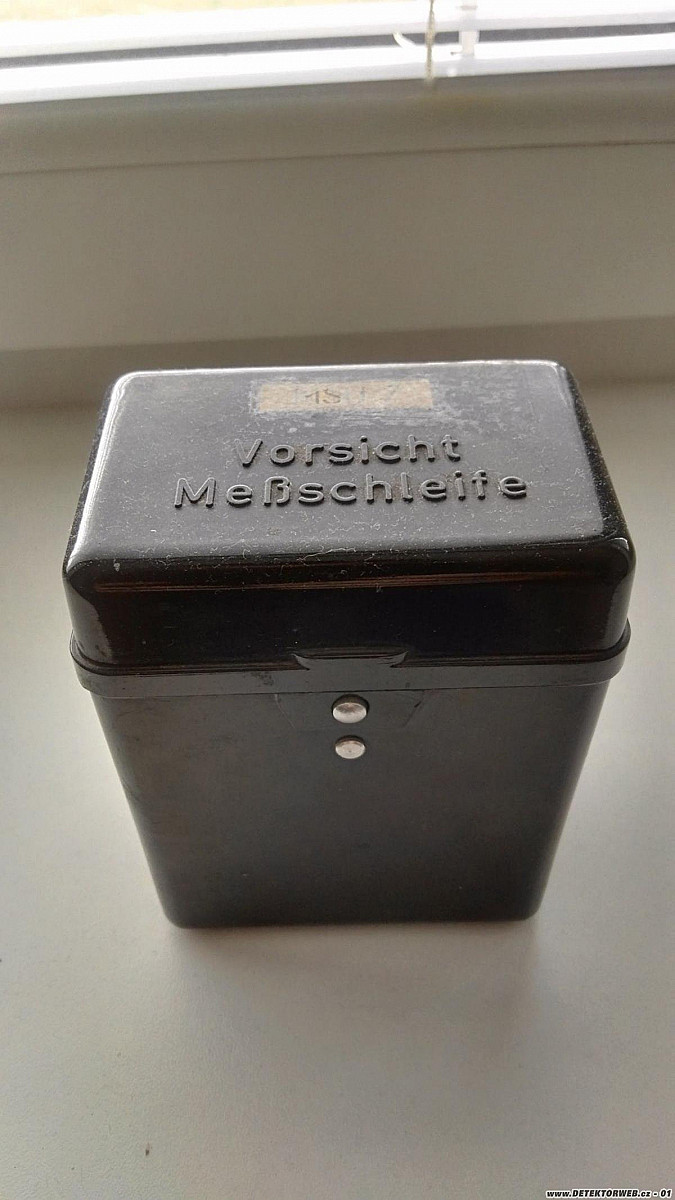 Vorsicht
Meßschleife
www.DETEKTORWEB.cz - 01